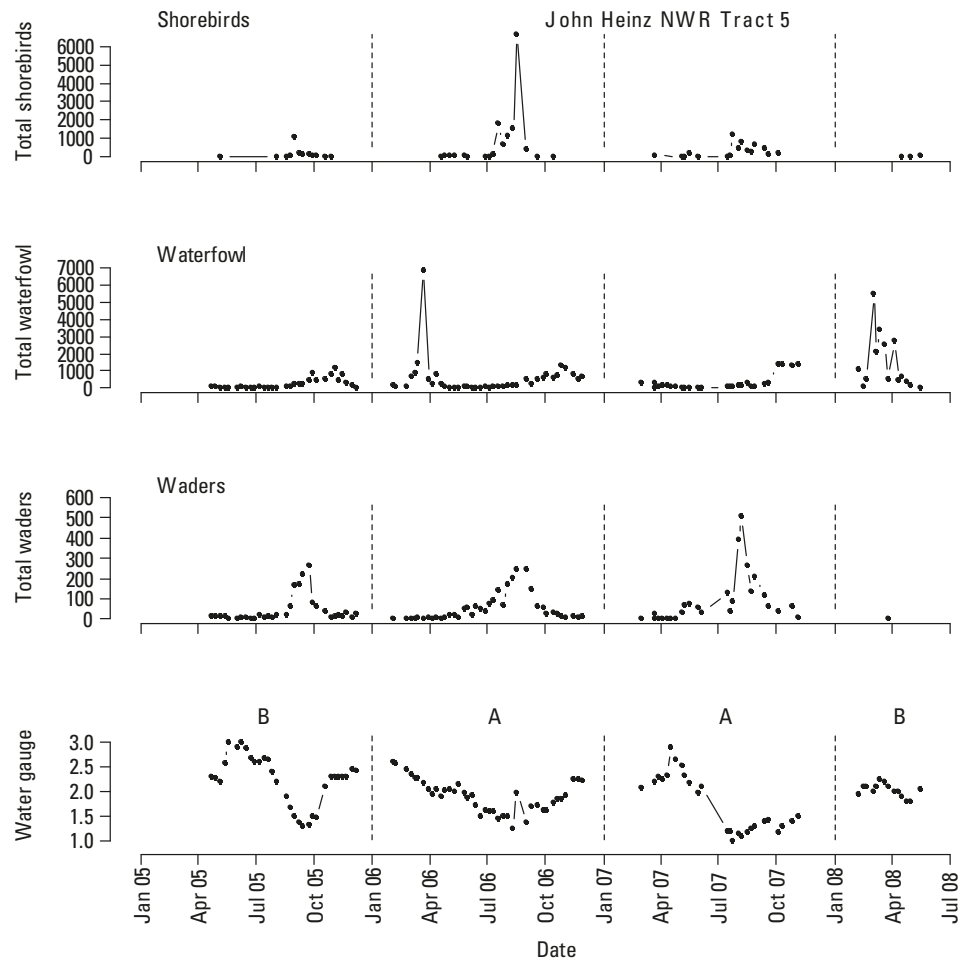 Shorebirds
John Heinz NWR Tract 5
Total shorebirds
6000
5000
4000
3000
2000
1000
0
Waterfowl
Total waterfowl
7000
6000
5000
4000
3000
2000
1000
0
Waders
Total waders
600
500
400
300
200
100
0
B A A B
Water gauge
3.0
2.5
2.0
1.5
1.0
Jan 05 Apr 05 Jul 05 Oct 05 Jan 06 Apr 06 Jul 06 Oct 06 Jan 07 Apr 07 Jul 07 Oct 07 Jan 08 Apr 08 Jul 08
Date